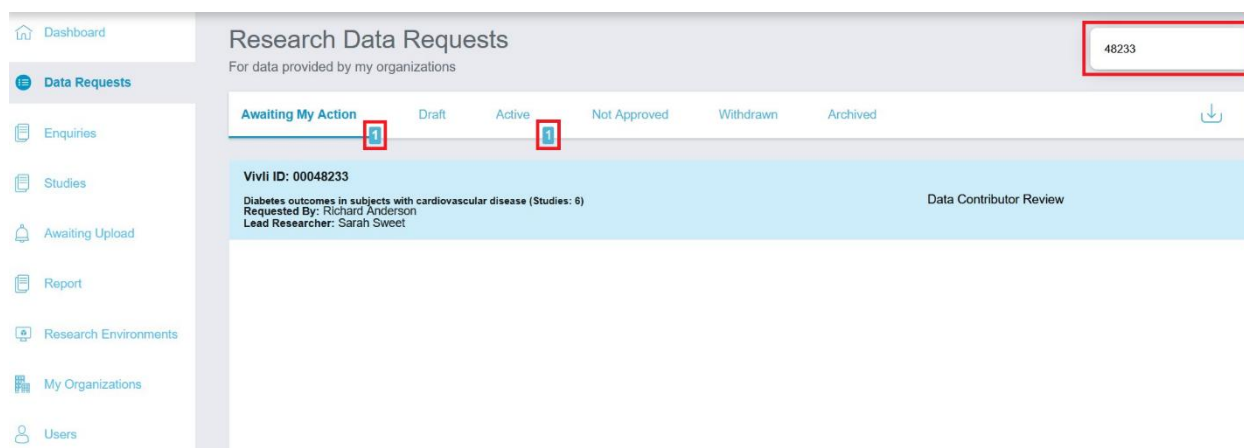 Dashboard
Data Requests
Enquiries
Studies
Awaiting Upload
Report
Research Environments
My Organizations
Users
Research Data Requests
For data provided by my organizations
48233
Awaiting My Action 1 Draft Active 1 Not Approved Withdrawn Archived
Vivli ID: 00048233
Diabetes outcomes in subjects with cardiovascular disease (Studies: 6)
Requested By: Richard Anderson
Lead Researcher: Sarah Sweet
Data Contributor Review